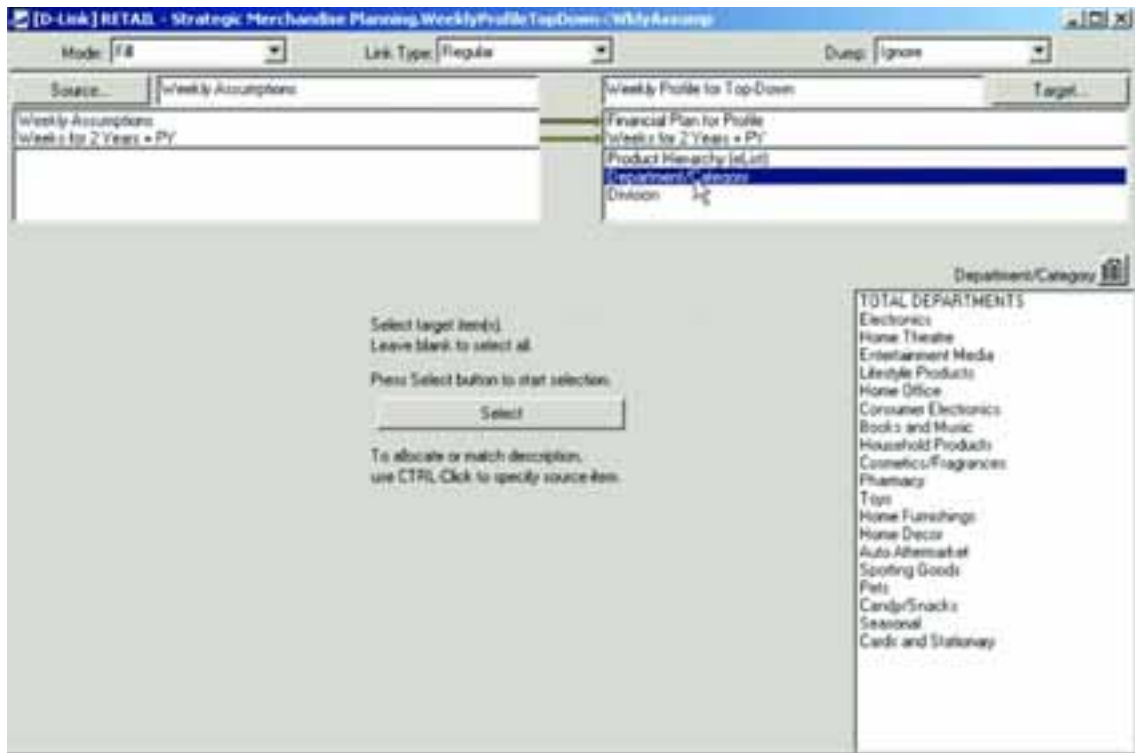 [D-Link] RETAIL - Strategic Merchandise Planning.WeeklyProfileTopDown<WklyAssump
Mode: Fill Link Type: Regular Dump: Ignore
Source... Weekly Assumptions Weekly Profile for Top-Down Target...
Weekly Assumptions Financial Plan for Profile
Weeks for 2 Years + PY Weeks for 2 Years + PY
Product Hierarchy (eList)
Department/Category
Division
Department/Category
TOTAL DEPARTMENTS
Electronics
Home Theatre
Entertainment Media
Lifestyle Products
Home Office
Consumer Electronics
Books and Music
Household Products
Cosmetics/Fragrances
Pharmacy
Toys
Home Furnishings
Home Decor
Auto Aftermarket
Sporting Goods
Pets
Candy/Snacks
Seasonal
Cards and Stationary
Select target item(s).
Leave blank to select all.
Press Select button to start selection.
Select
To allocate or match description,
use CTRL Click to specify source item.